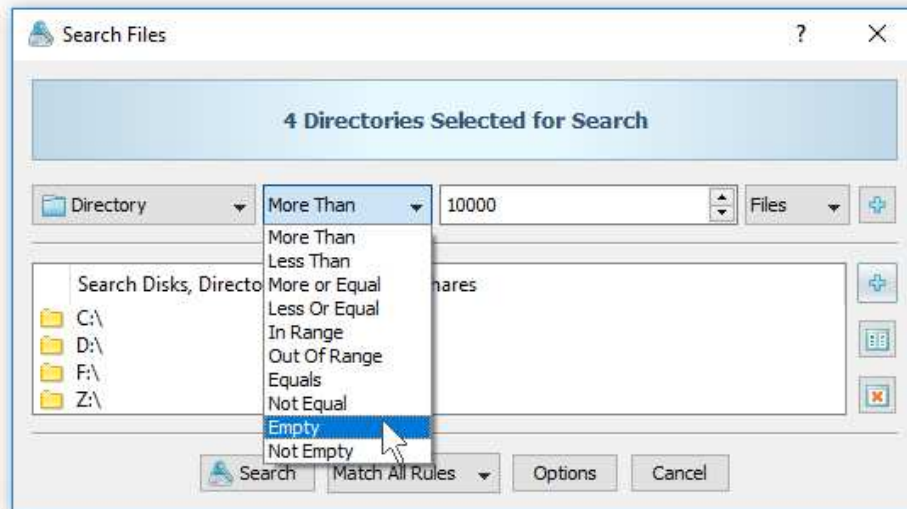 Search Files
?
4 Directories Selected for Search
Directory More Than 10000 Files
More Than
Less Than
More or Equal
Less Or Equal
In Range
Out Of Range
Equals
Not Equal
Empty
Not Empty
Search Disks, Directo hares
C:\
D:\
F:\
Z:\
Search Match All Rules Options Cancel